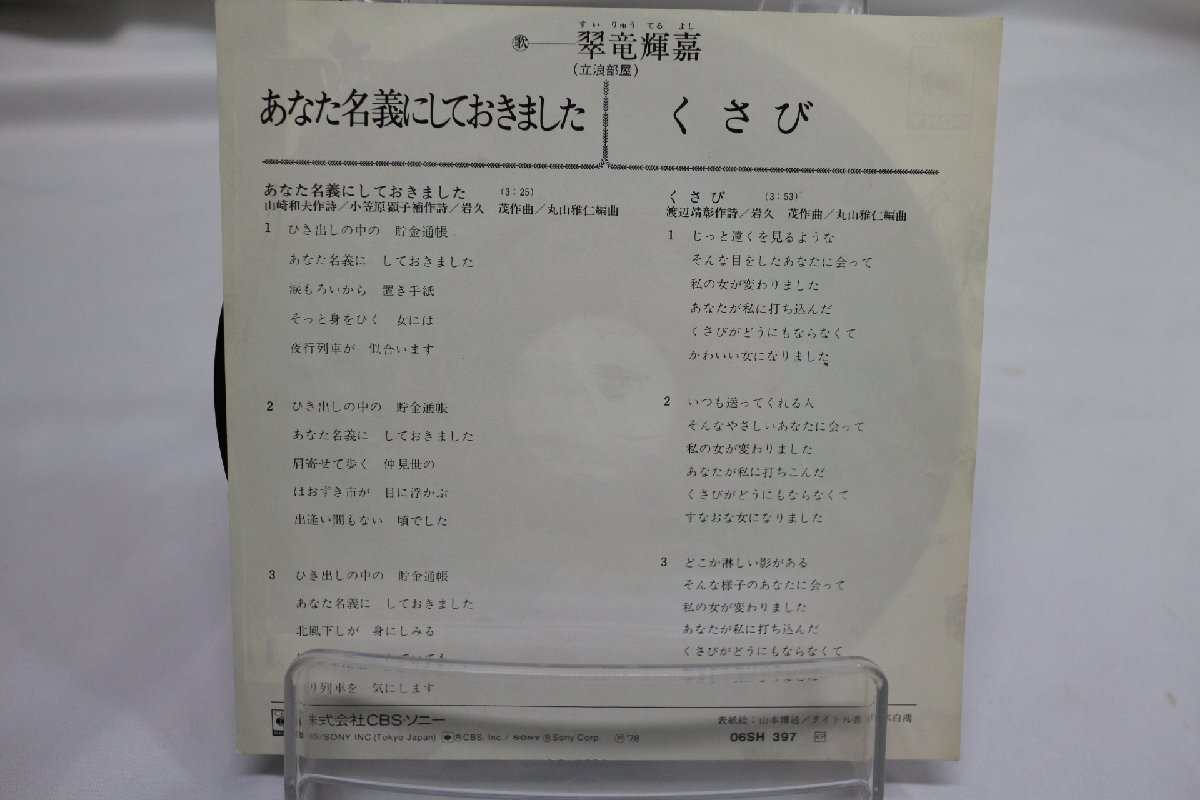 すい りゅう てる よし
歌 翠竜輝嘉
(立浪部屋)
あなた名義にしておきました
くさび
あなた名義にしておきました (3:25)
山崎和夫作詩/小笠原顕子補作詩/岩久 茂作曲/丸山雅仁編曲
1 ひき出しの中の 貯金通帳
あなた名義に しておきました
涙もろいから 置き手紙
そっと身をひく 女には
夜行列車が 似合います
2 ひき出しの中の 貯金通帳
あなた名義に しておきました
肩寄せて歩く 仲見世の
ほおずき市が 目に浮かぶ
出逢い間もない 頃でした
3 ひき出しの中の 貯金通帳
あなた名義に しておきました
北風下しが 身にしみる
り列車を 気にします
くさび (3:53)
渡辺靖彰作詩/岩久 茂作曲/丸山雅仁編曲
1 じっと遠くを見るような
そんな目をしたあなたに会って
私の女が変わりました
あなたが私に打ち込んだ
くさびがどうにもならなくて
かわいい女になりました
2 いつも送ってくれる人
そんなやさしいあなたに会って
私の女が変わりました
あなたが私に打ちこんだ
くさびがどうにもならなくて
すなおな女になりました
3 どこか淋しい影がある
そんな様子のあなたに会って
私の女が変わりました
あなたが私に打ち込んだ
くさびがどうにもならなくて
株式会社CBS・ソニー
表紙絵:山本博通/タイトル書
白鴻
BS/SONY INC(Tokyo Japan) ⓇCBS, Inc./ SONY ⓇSony Corp. Ⓟ'78
06SH 397